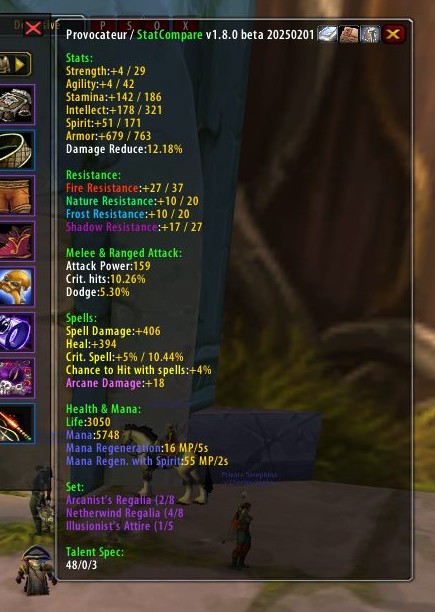 Provocateur / StatCompare v1.8.0 beta 20250201
Stats:
Strength:+4 / 29
Agility:+4 / 42
Stamina:+142 / 186
Intellect:+178 / 321
Spirit:+51 / 171
Armor:+679 / 763
Damage Reduce:12.18%
Resistance:
Fire Resistance:+27 / 37
Nature Resistance:+10 / 20
Frost Resistance:+10 / 20
Shadow Resistance:+17 / 27
Melee & Ranged Attack:
Attack Power:159
Crit. hits:10.26%
Dodge:5.30%
Spells:
Spell Damage:+406
Heal:+394
Crit. Spell:+5% / 10.44%
Chance to Hit with spells:+4%
Arcane Damage:+18
Health & Mana:
Life:3050
Mana:5748
Mana Regeneration:16 MP/5s
Mana Regen. with Spirit:55 MP/2s
Set:
Arcanist's Regalia (2/8
Netherwind Regalia (4/8
Illusionist's Attire (1/5
Talent Spec:
48/0/3